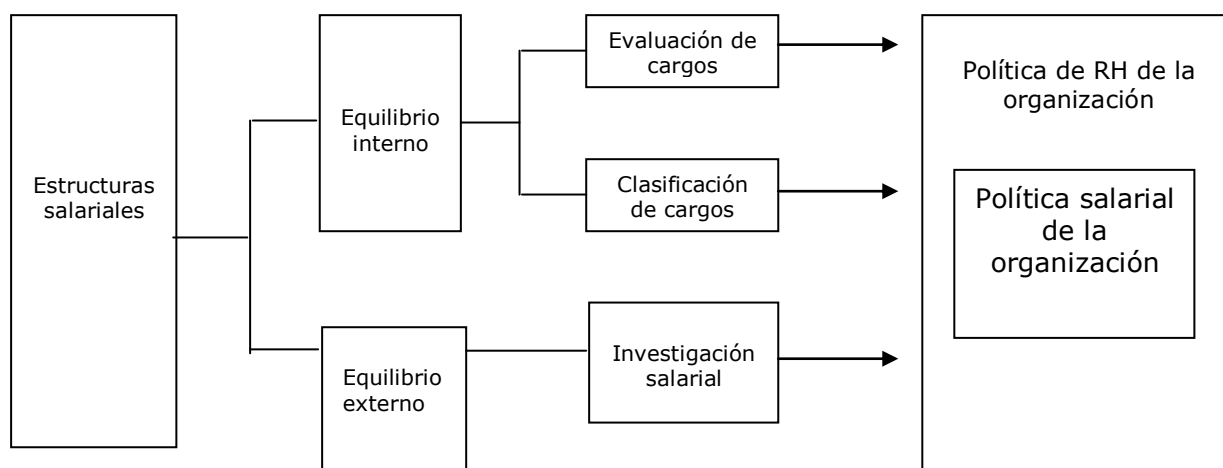 Estructuras
salariales
Equilibrio
interno
Equilibrio
externo
Evaluación de
cargos
Clasificación
de cargos
Investigación
salarial
Política de RH de la
organización
Política salarial
de la
organización